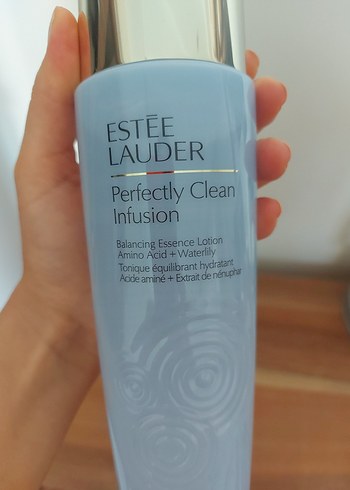 ESTĒE
LAUDER
Perfectly Clean
Infusion
Balancing Essence Lotion
Amino Acid + Waterlily
Tonique équilibrant hydratant
Acide aminé + Extrait de nénuphar